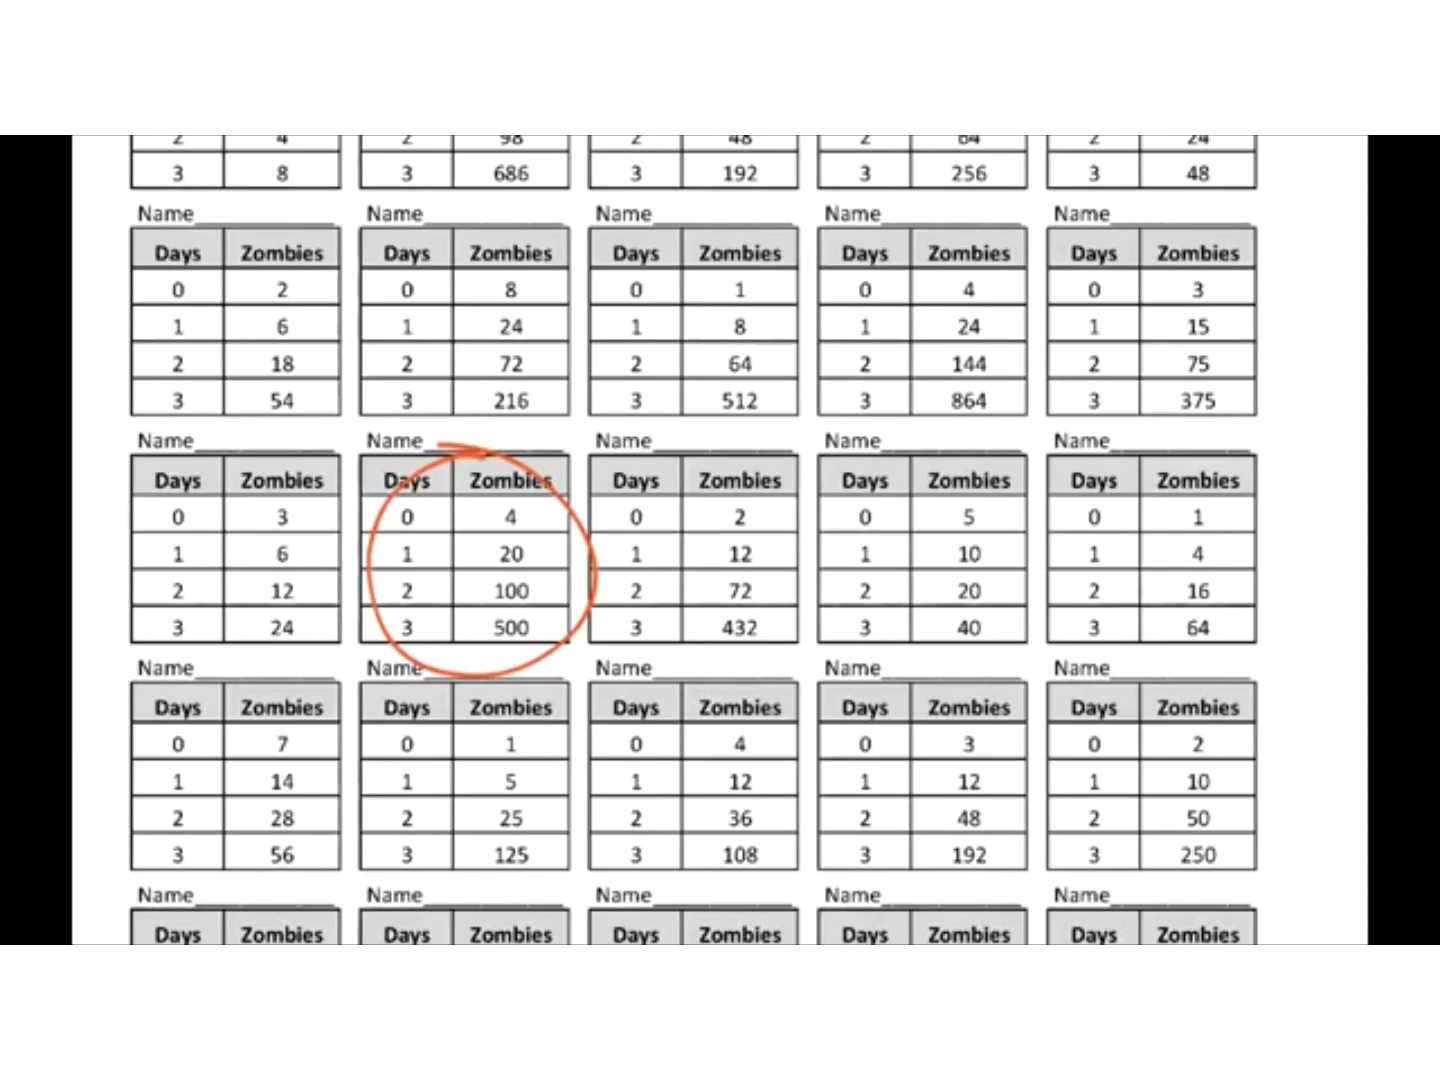 2 4 2 98 2 48 2 64 2 24
3 8 3 686 3 192 3 256 3 48
Name Name Name Name Name
Days Zombies Days Zombies Days Zombies Days Zombies Days Zombies
0 2 0 8 0 1 0 4 0 3
1 6 1 24 1 8 1 24 1 15
2 18 2 72 2 64 2 144 2 75
3 54 3 216 3 512 3 864 3 375
Name Name Name Name Name
Days Zombies Days Zombies Days Zombies Days Zombies Days Zombies
0 3 0 4 0 2 0 5 0 1
1 6 1 20 1 12 1 10 1 4
2 12 2 100 2 72 2 20 2 16
3 24 3 500 3 432 3 40 3 64
Name Name Name Name Name
Days Zombies Days Zombies Days Zombies Days Zombies Days Zombies
0 7 0 1 0 4 0 3 0 2
1 14 1 5 1 12 1 12 1 10
2 28 2 25 2 36 2 48 2 50
3 56 3 125 3 108 3 192 3 250
Name Name Name Name Name
Days Zombies Days Zombies Days Zombies Days Zombies Days Zombies